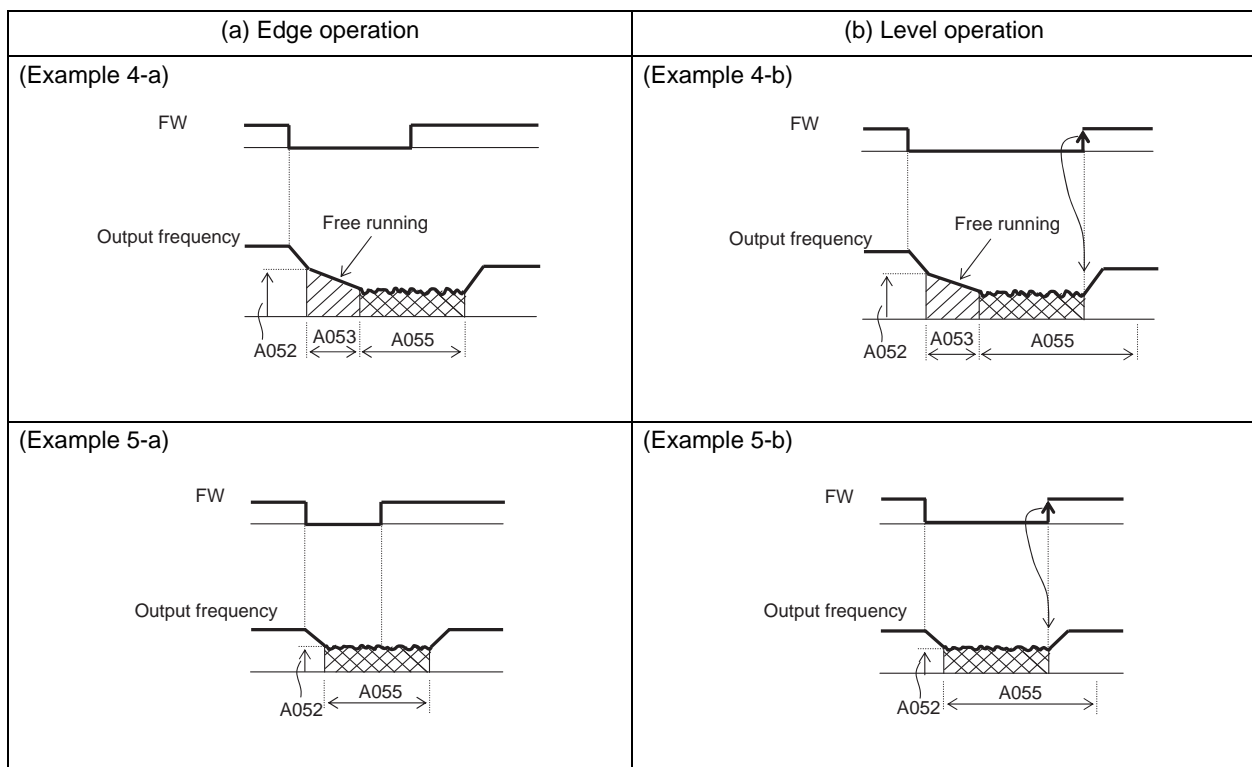 (a) Edge operation
(b) Level operation
(Example 4-a)
FW
Free running
Output frequency
A052
A053
A055
(Example 4-b)
FW
Free running
Output frequency
A052
A053
A055
(Example 5-a)
FW
Output frequency
A052
A055
(Example 5-b)
FW
Output frequency
A052
A055